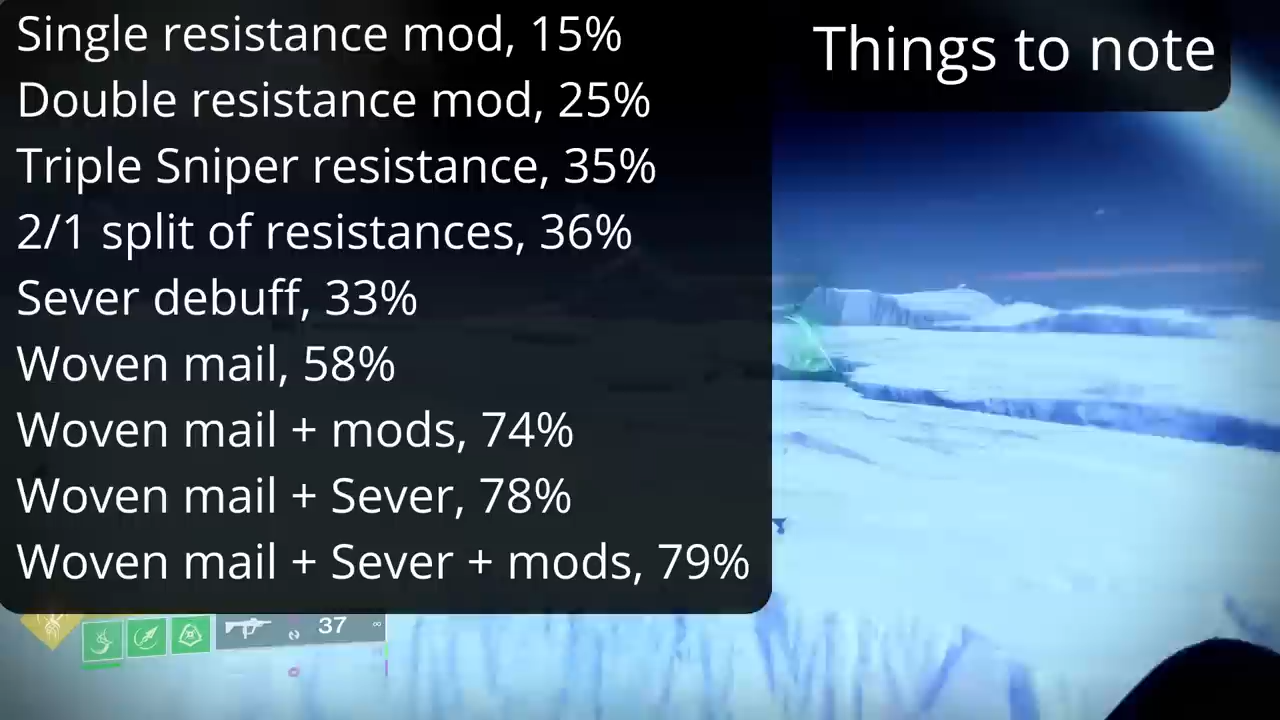 Single resistance mod, 15%
Double resistance mod, 25%
Triple Sniper resistance, 35%
2/1 split of resistances, 36%
Sever debuff, 33%
Woven mail, 58%
Woven mail + mods, 74%
Woven mail + Sever, 78%
Woven mail + Sever + mods, 79%
Things to note
37 ∞